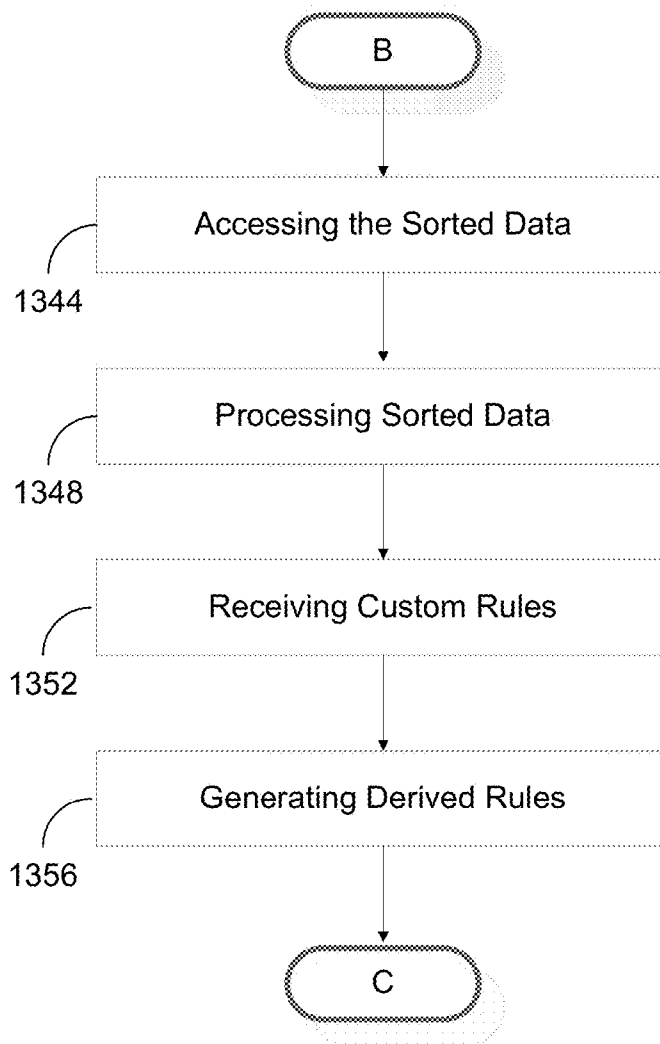 B
Accessing the Sorted Data
1344
Processing Sorted Data
1348
Receiving Custom Rules
1352
Generating Derived Rules
1356
C